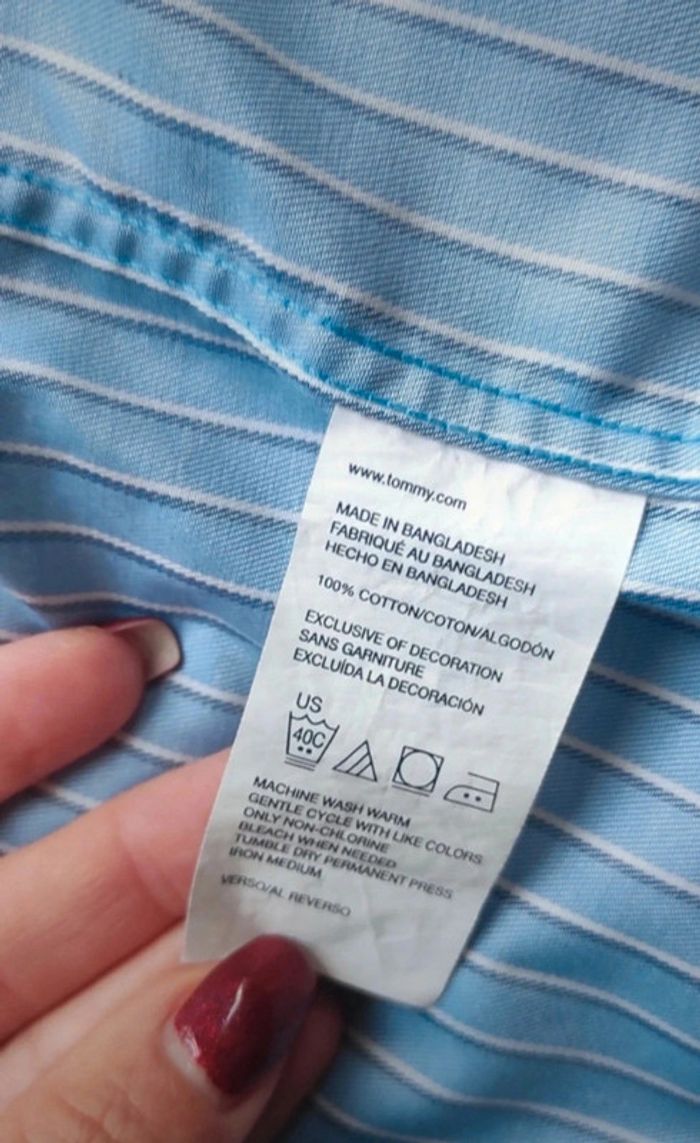 www.tommy.com
MADE IN BANGLADESH
FABRIQUÉ AU BANGLADESH
HECHO EN BANGLADESH
100% COTTON/COTON/ALGODÓN
EXCLUSIVE OF DECORATION
SANS GARNITURE
EXCLUÍDA LA DECORACIÓN
US
40C
MACHINE WASH WARM
GENTLE CYCLE WITH LIKE COLORS
ONLY NON-CHLORINE
BLEACH WHEN NEEDED
TUMBLE DRY PERMANENT PRESS
IRON MEDIUM
VERSO/AL REVERSO